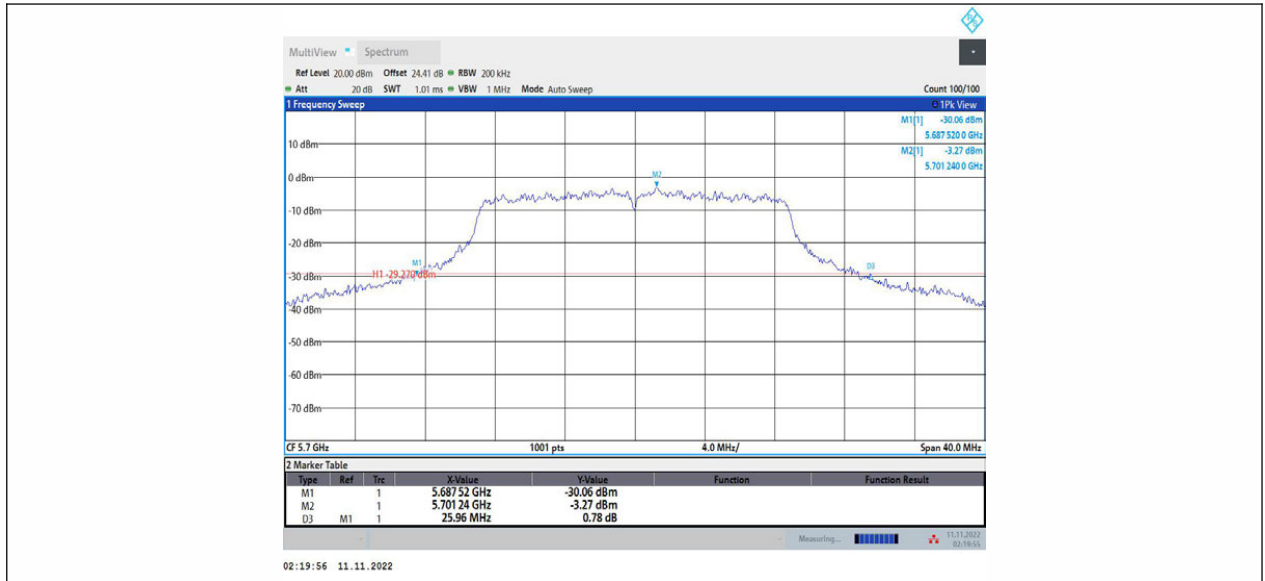 MultiView Spectrum
Ref Level 20.00 dBm Offset 24.41 dB RBW 200 kHz
Att 20 dB SWT 1.01 ms VBW 1 MHz Mode Auto Sweep Count 100/100
1 Frequency Sweep 1Pk View
M1[1] -30.06 dBm
5.687 520 0 GHz
M2[1] -3.27 dBm
5.701 240 0 GHz
10 dBm
0 dBm
M2
-10 dBm
-20 dBm
M1
D3
H1 -29.270 dBm
-30 dBm
-40 dBm
-50 dBm
-60 dBm
-70 dBm
CF 5.7 GHz 1001 pts 4.0 MHz/ Span 40.0 MHz
2 Marker Table
Type Ref Trc X-Value Y-Value Function Function Result
M1 1 5.687 52 GHz -30.06 dBm
M2 1 5.701 24 GHz -3.27 dBm
D3 M1 1 25.96 MHz 0.78 dB
Measuring... 11.11.2022
02:19:55
02:19:56 11.11.2022